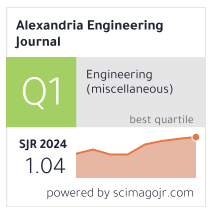 Alexandria Engineering
Journal
Q1
Engineering
(miscellaneous)
best quartile
SJR 2024
1.04
powered by scimagojr.com